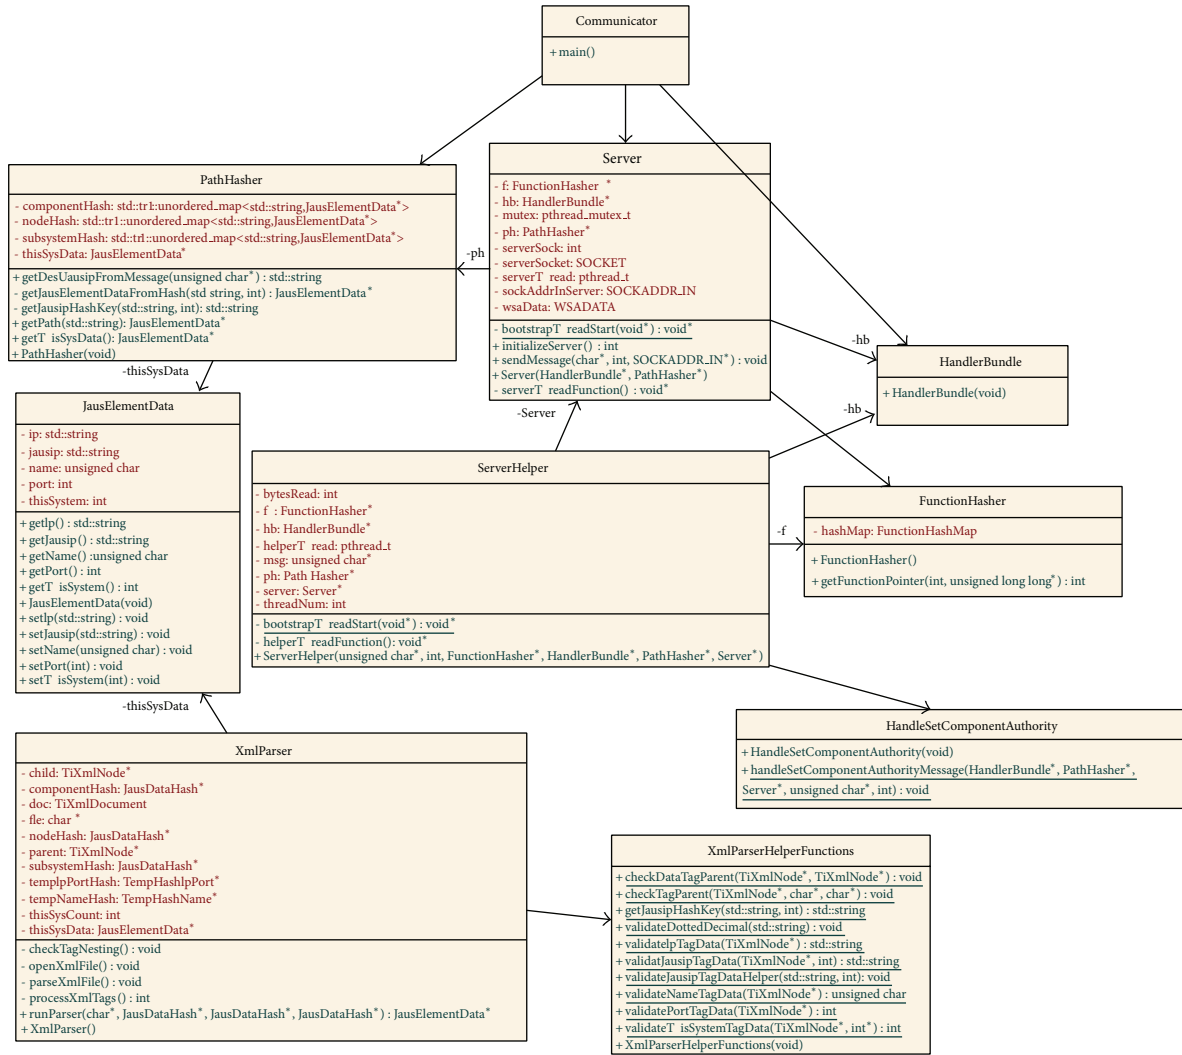 Communicator
+ main()
PathHasher
- componentHash: std::tr1::unordered_map<std::string,JausElementData*>
- nodeHash: std::tr1::unordered_map<std::string,JausElementData*>
- subsystemHash: std::tr1::unordered_map<std::string,JausElementData*>
- thisSysData: JausElementData*
+ getDesUausipFromMessage(unsigned char*) : std::string
- getJausElementDataFromHash(std string, int) : JausElementData*
- getJausipHashKey(std::string, int): std::string
+ getPath(std::string): JausElementData*
+ getT isSysData(): JausElementData*
+ PathHasher(void)
-ph
Server
- f: FunctionHasher *
- hb: HandlerBundle*
- mutex: pthread_mutex_t
- ph: PathHasher*
- serverSock: int
- serverSocket: SOCKET
- serverT read: pthread_t
- sockAddrInServer: SOCKADDR_IN
- wsaData: WSADATA
- bootstrapT readStart(void*) : void*
+ initializeServer() : int
+ sendMessage(char*, int, SOCKADDR_IN*) : void
+ Server(HandlerBundle*, PathHasher*)
- serverT readFunction() : void*
-hb
HandlerBundle
+ HandlerBundle(void)
-thisSysData
-Server
-hb
JausElementData
- ip: std::string
- jausip: std::string
- name: unsigned char
- port: int
- thisSystem: int
+ getIp() : std::string
+ getJausip() : std::string
+ getName() :unsigned char
+ getPort() : int
+ getT isSystem() : int
+ JausElementData(void)
+ setIp(std::string) : void
+ setJausip(std::string) : void
+ setName(unsigned char) : void
+ setPort(int) : void
+ setT isSystem(int) : void
ServerHelper
- bytesRead: int
- f : FunctionHasher*
- hb: HandlerBundle*
- helperT read: pthread_t
- msg: unsigned char*
- ph: Path Hasher*
- server: Server*
- threadNum: int
- bootstrapT readStart(void*) : void*
- helperT readFunction(): void*
+ ServerHelper(unsigned char*, int, FunctionHasher*, HandlerBundle*, PathHasher*, Server*)
-f
FunctionHasher
- hashMap: FunctionHashMap
+ FunctionHasher()
+ getFunctionPointer(int, unsigned long long*) : int
-thisSysData
HandleSetComponentAuthority
+ HandleSetComponentAuthority(void)
+ handleSetComponentAuthorityMessage(HandlerBundle*, PathHasher*,
Server*, unsigned char*, int) : void
XmlParser
- child: TiXmlNode*
- componentHash: JausDataHash*
- doc: TiXmlDocument
- fle: char *
- nodeHash: JausDataHash*
- parent: TiXmlNode*
- subsystemHash: JausDataHash*
- templpPortHash: TempHashlpPort*
- tempNameHash: TempHashName*
- thisSysCount: int
- thisSysData: JausElementData*
- checkTagNesting() : void
- openXmlFile() : void
- parseXmlFile() : void
- processXmlTags() : int
+ runParser(char*, JausDataHash*, JausDataHash*, JausDataHash*) : JausElementData*
+ XmlParser()
XmlParserHelperFunctions
+ checkDataTagParent(TiXmlNode*, TiXmlNode*) : void
+ checkTagParent(TiXmlNode*, char*, char*) : void
+ getJausipHashKey(std::string, int) : std::string
+ validateDottedDecimal(std::string) : void
+ validatelpTagData(TiXmlNode*) : std::string
+ validatJausipTagData(TiXmlNode*, int) : std::string
+ validateJausipTagDataHelper(std::string, int): void
+ validateNameTagData(TiXmlNode*) : unsigned char
+ validatePortTagData(TiXmlNode*) : int
+ validateT isSystemTagData(TiXmlNode*, int*) : int
+ XmlParserHelperFunctions(void)